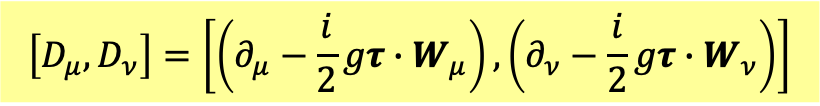 [D_μ, D_ν] = [(∂_μ − i/2 g𝝉 · 𝑾_μ), (∂_ν − i/2 g𝝉 · 𝑾_ν)]